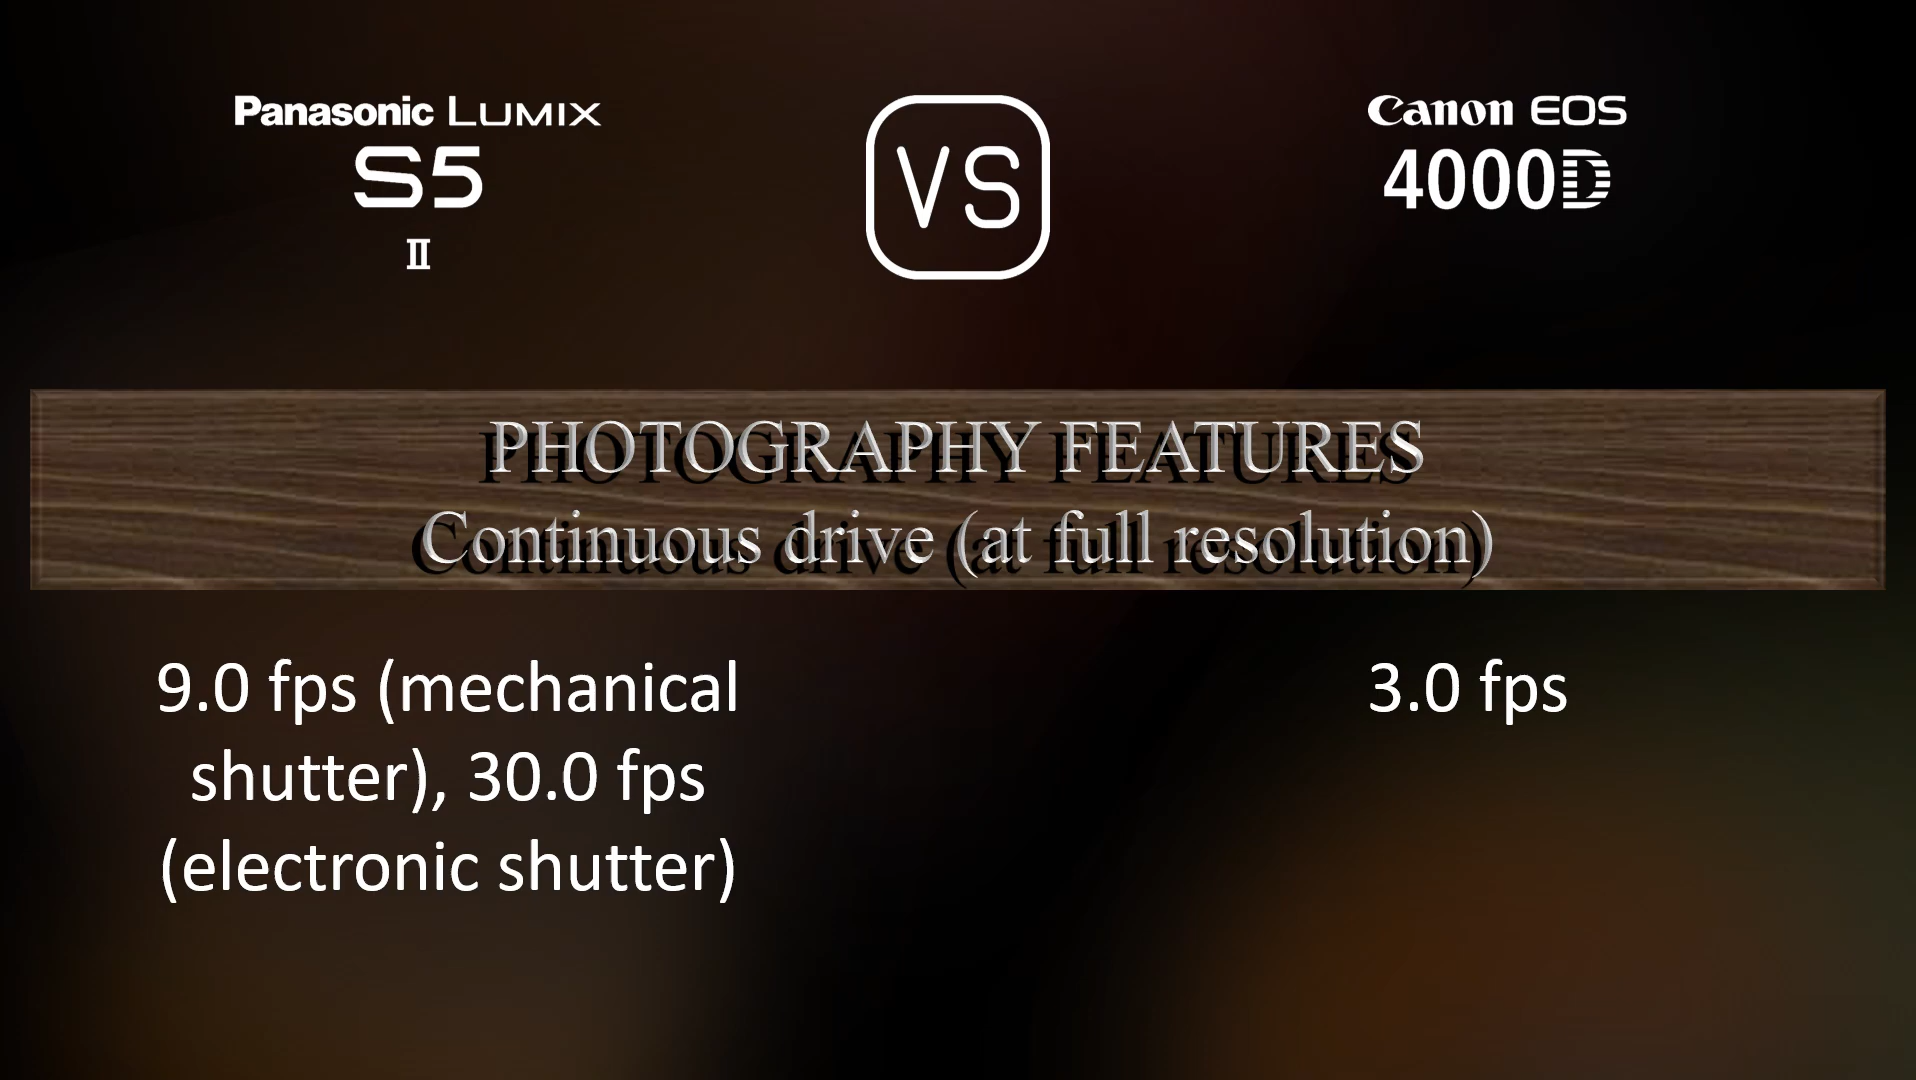 Panasonic LUMIX
S5
II
VS
Canon EOS
4000D
PHOTOGRAPHY FEATURES
Continuous drive (at full resolution)
9.0 fps (mechanical
shutter), 30.0 fps
(electronic shutter)
3.0 fps